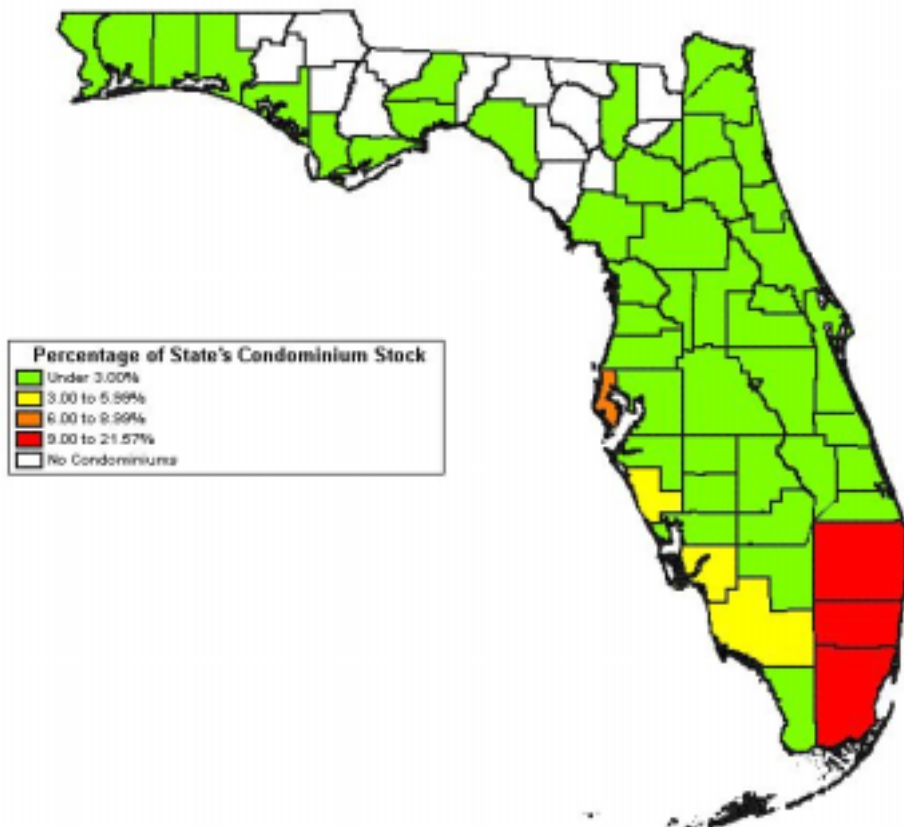 Percentage of State's Condominium Stock
Under 3.00%
3.00 to 5.99%
6.00 to 8.99%
9.00 to 21.57%
No Condominiums